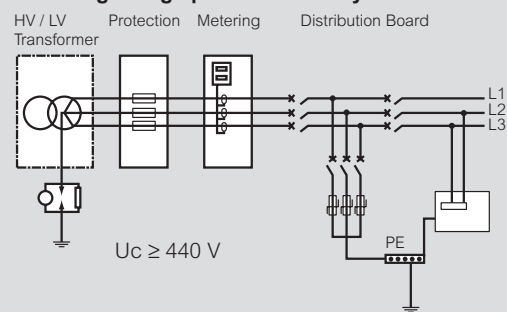 HV / LV
Transformer
Protection
Metering
Distribution Board
L1
L2
L3
Uc ≥ 440 V
PE